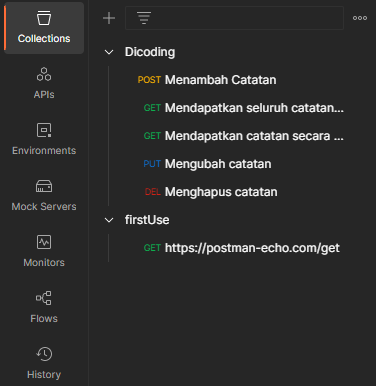 Collections
APIs
Environments
Mock Servers
Monitors
Flows
History
Dicoding
POST Menambah Catatan
GET Mendapatkan seluruh catatan...
GET Mendapatkan catatan secara ...
PUT Mengubah catatan
DEL Menghapus catatan
firstUse
GET https://postman-echo.com/get